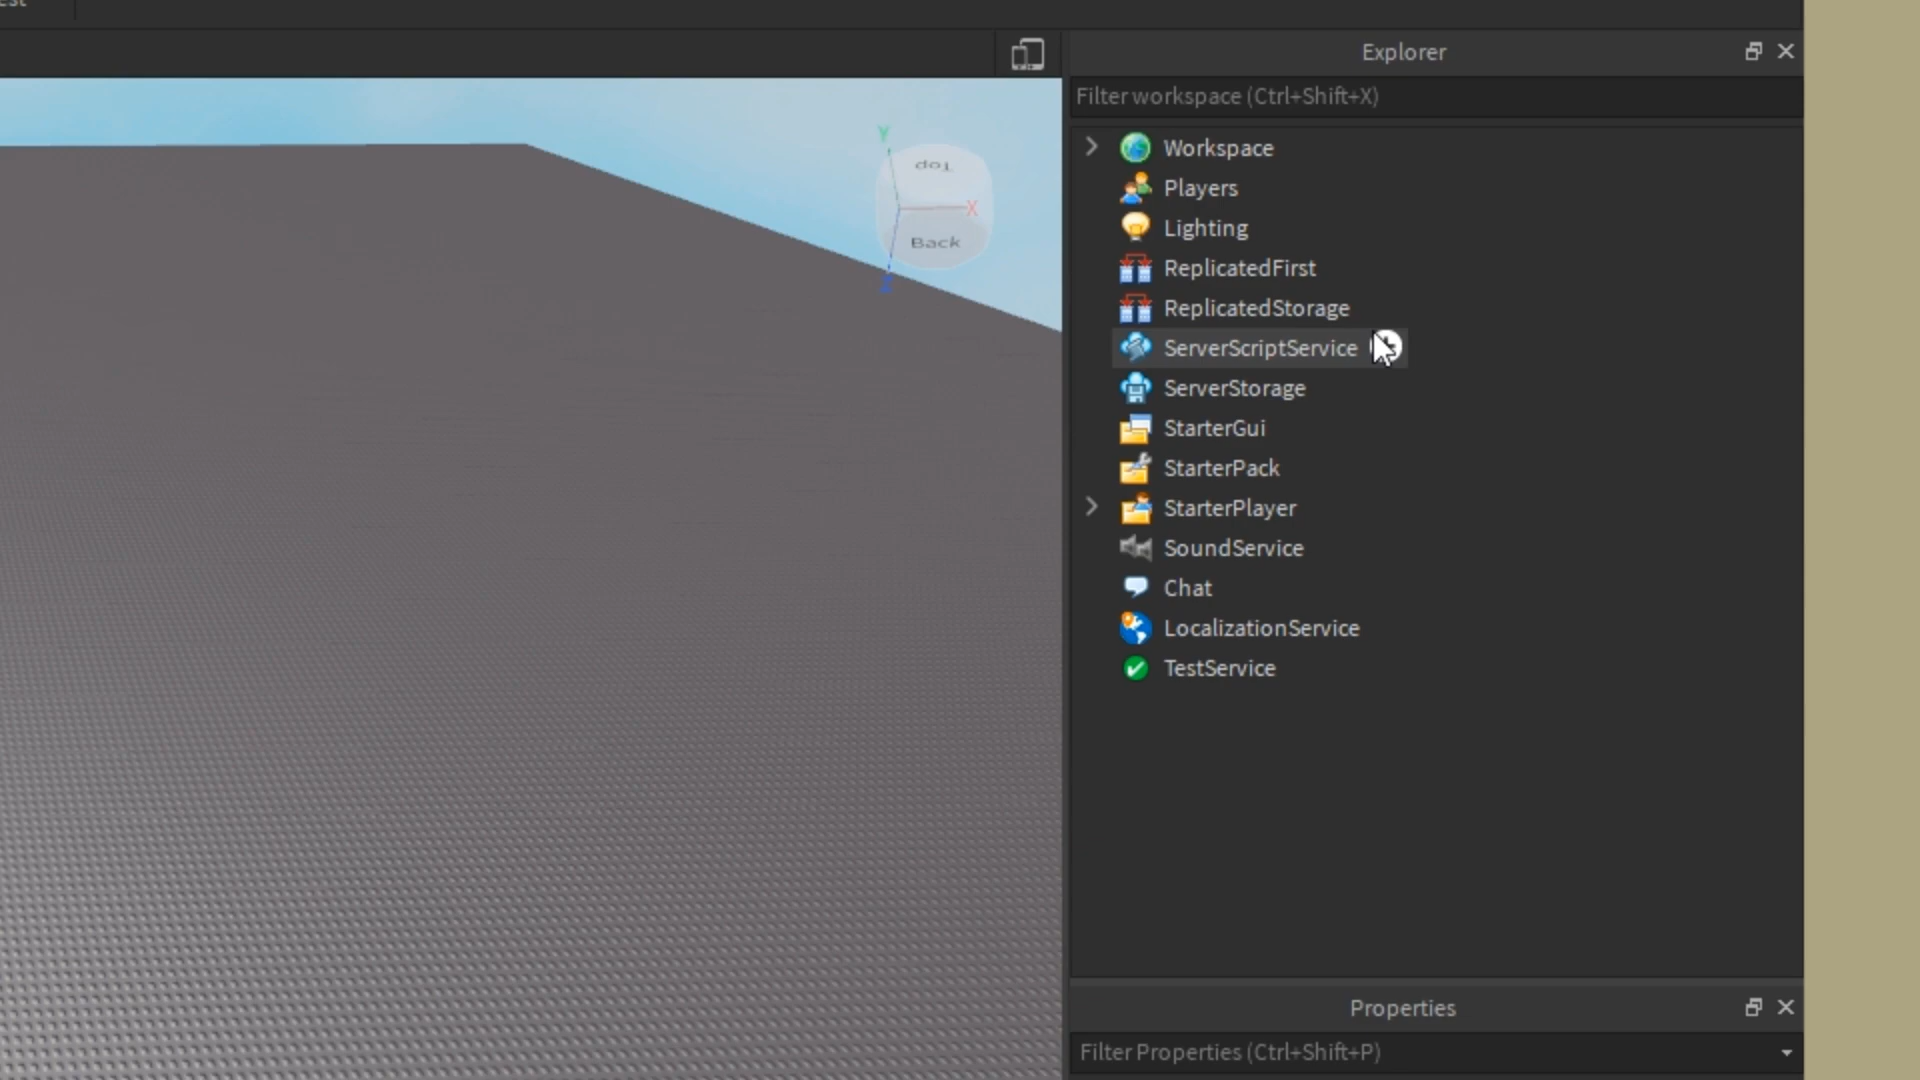 Explorer
Filter workspace (Ctrl+Shift+X)
Workspace
Players
Lighting
ReplicatedFirst
ReplicatedStorage
ServerScriptService
ServerStorage
StarterGui
StarterPack
StarterPlayer
SoundService
Chat
LocalizationService
TestService
Y
Top
X
Back
Z
Properties
Filter Properties (Ctrl+Shift+P)